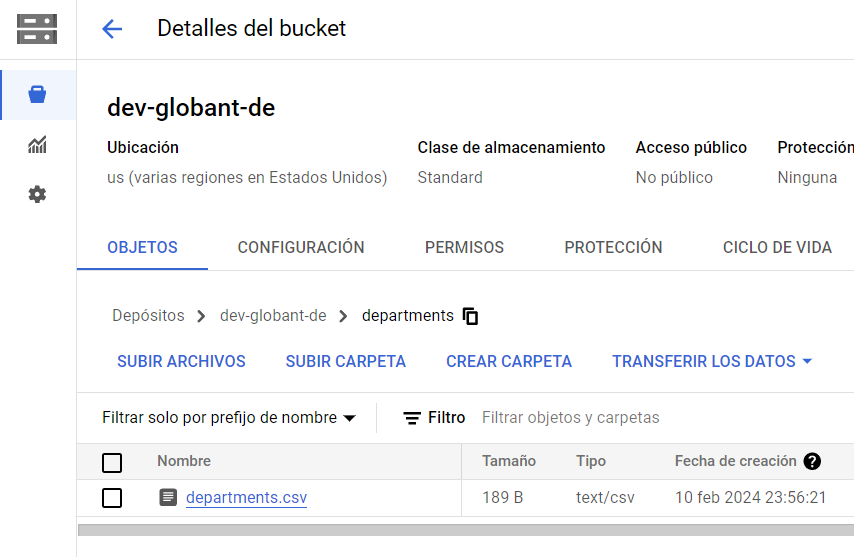 Detalles del bucket
dev-globant-de
Ubicación Clase de almacenamiento Acceso público Protección
us (varias regiones en Estados Unidos) Standard No público Ninguna
OBJETOS CONFIGURACIÓN PERMISOS PROTECCIÓN CICLO DE VIDA
Depósitos dev-globant-de departments
SUBIR ARCHIVOS SUBIR CARPETA CREAR CARPETA TRANSFERIR LOS DATOS
Filtrar solo por prefijo de nombre Filtro Filtrar objetos y carpetas
Nombre Tamaño Tipo Fecha de creación ?
departments.csv 189 B text/csv 10 feb 2024 23:56:21